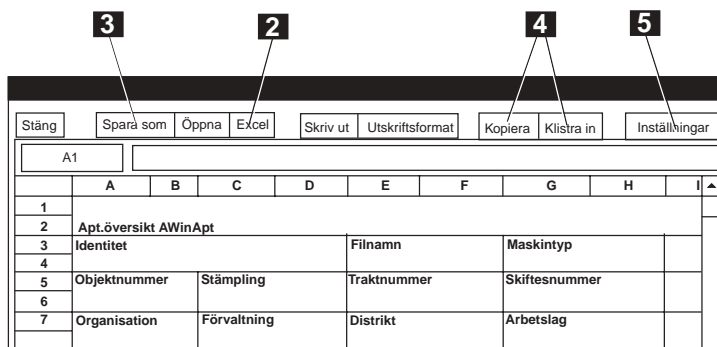 3 2 4 5
Stäng Spara som Öppna Excel Skriv ut Utskriftsformat Kopiera Klistra in Inställningar
A1
A B C D E F G H I
1
2 Apt.översikt AWinApt
3 Identitet Filnamn Maskintyp
4
5 Objektnummer Stämpling Traktnummer Skiftesnummer
6
7 Organisation Förvaltning Distrikt Arbetslag